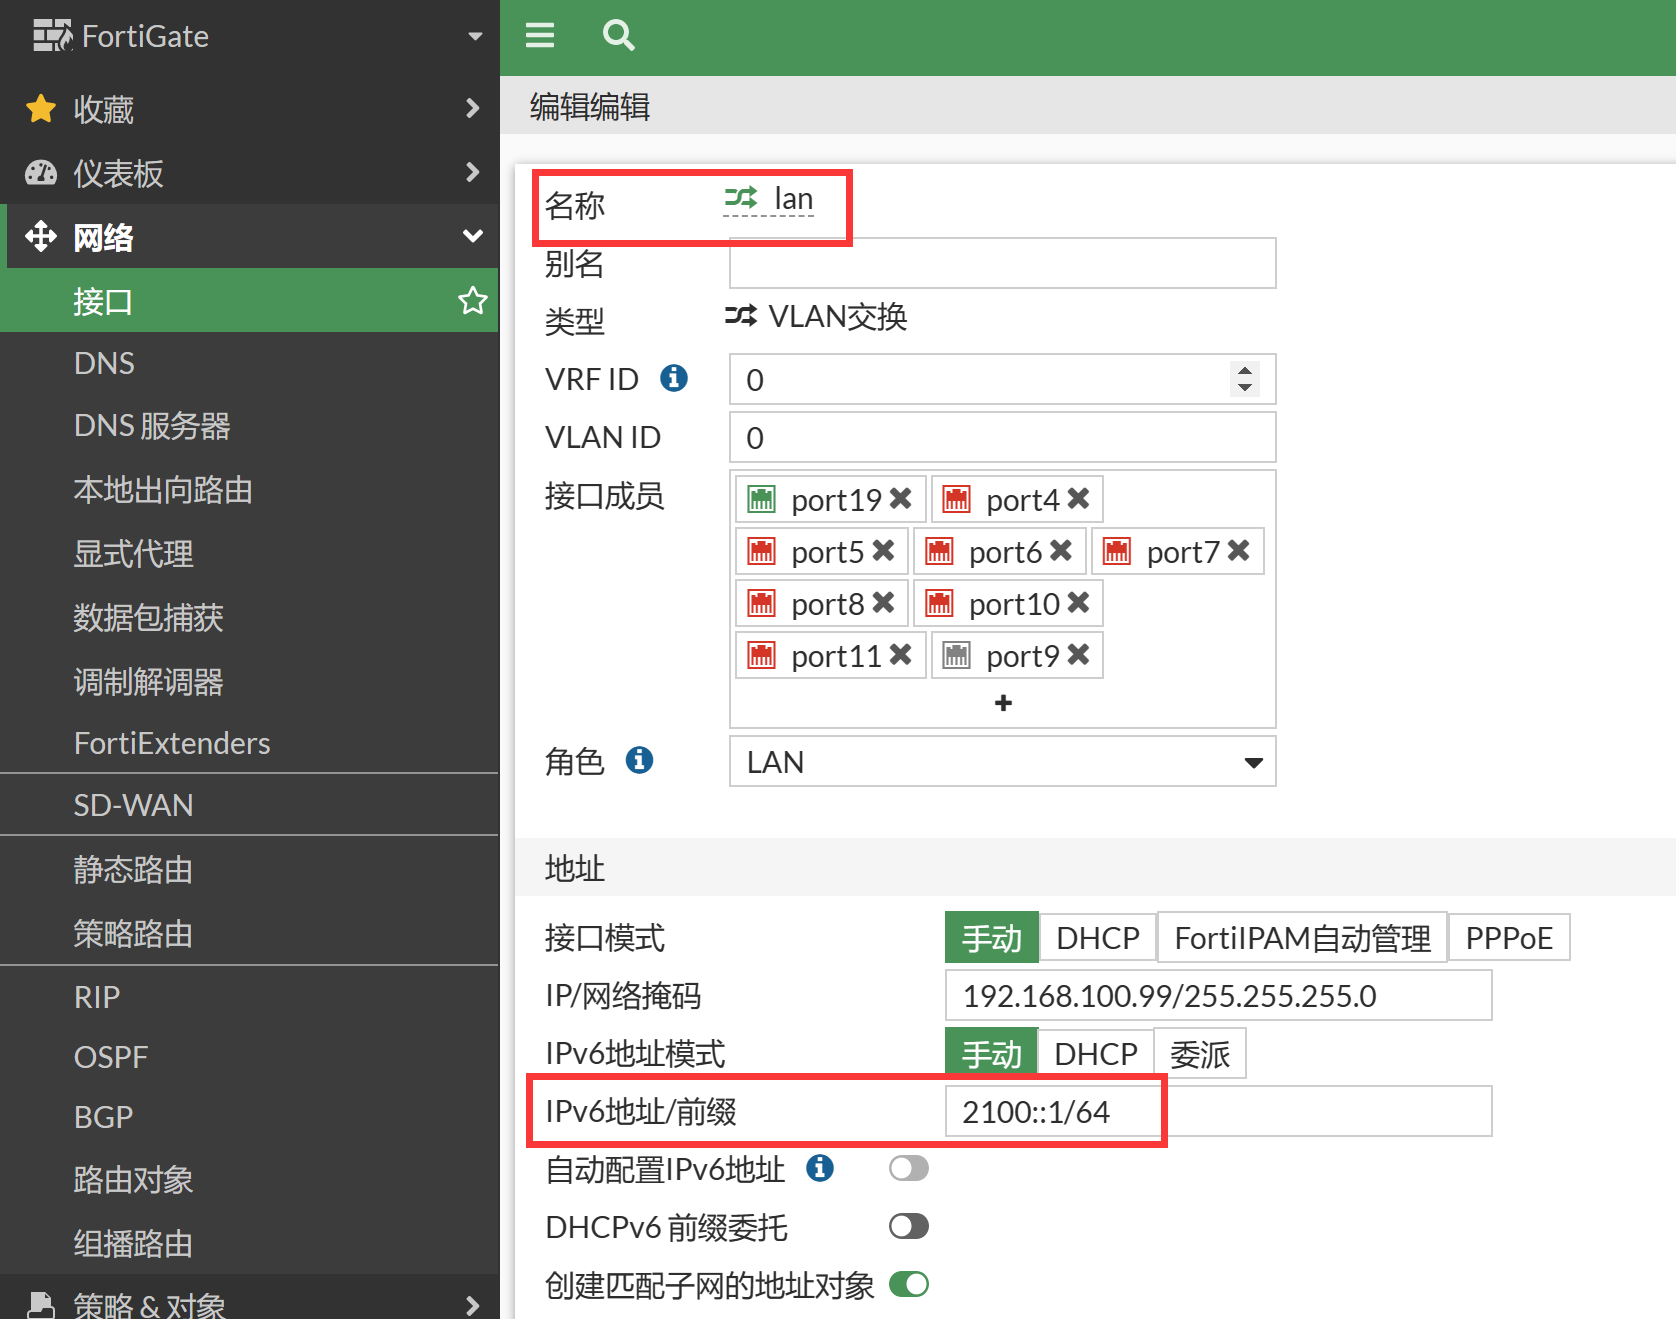 FortiGate
收藏
仪表板
网络
接口
DNS
DNS 服务器
本地出向路由
显式代理
数据包捕获
调制解调器
FortiExtenders
SD-WAN
静态路由
策略路由
RIP
OSPF
BGP
路由对象
组播路由
策略 & 对象
编辑编辑
名称 lan
别名
类型 VLAN交换
VRF ID 0
VLAN ID 0
接口成员 port19 port4
port5 port6 port7
port8 port10
port11 port9
角色 LAN
地址
接口模式 手动 DHCP FortiIPAM自动管理 PPPoE
IP/网络掩码 192.168.100.99/255.255.255.0
IPv6地址模式 手动 DHCP 委派
IPv6地址/前缀 2100::1/64
自动配置IPv6地址
DHCPv6 前缀委托
创建匹配子网的地址对象